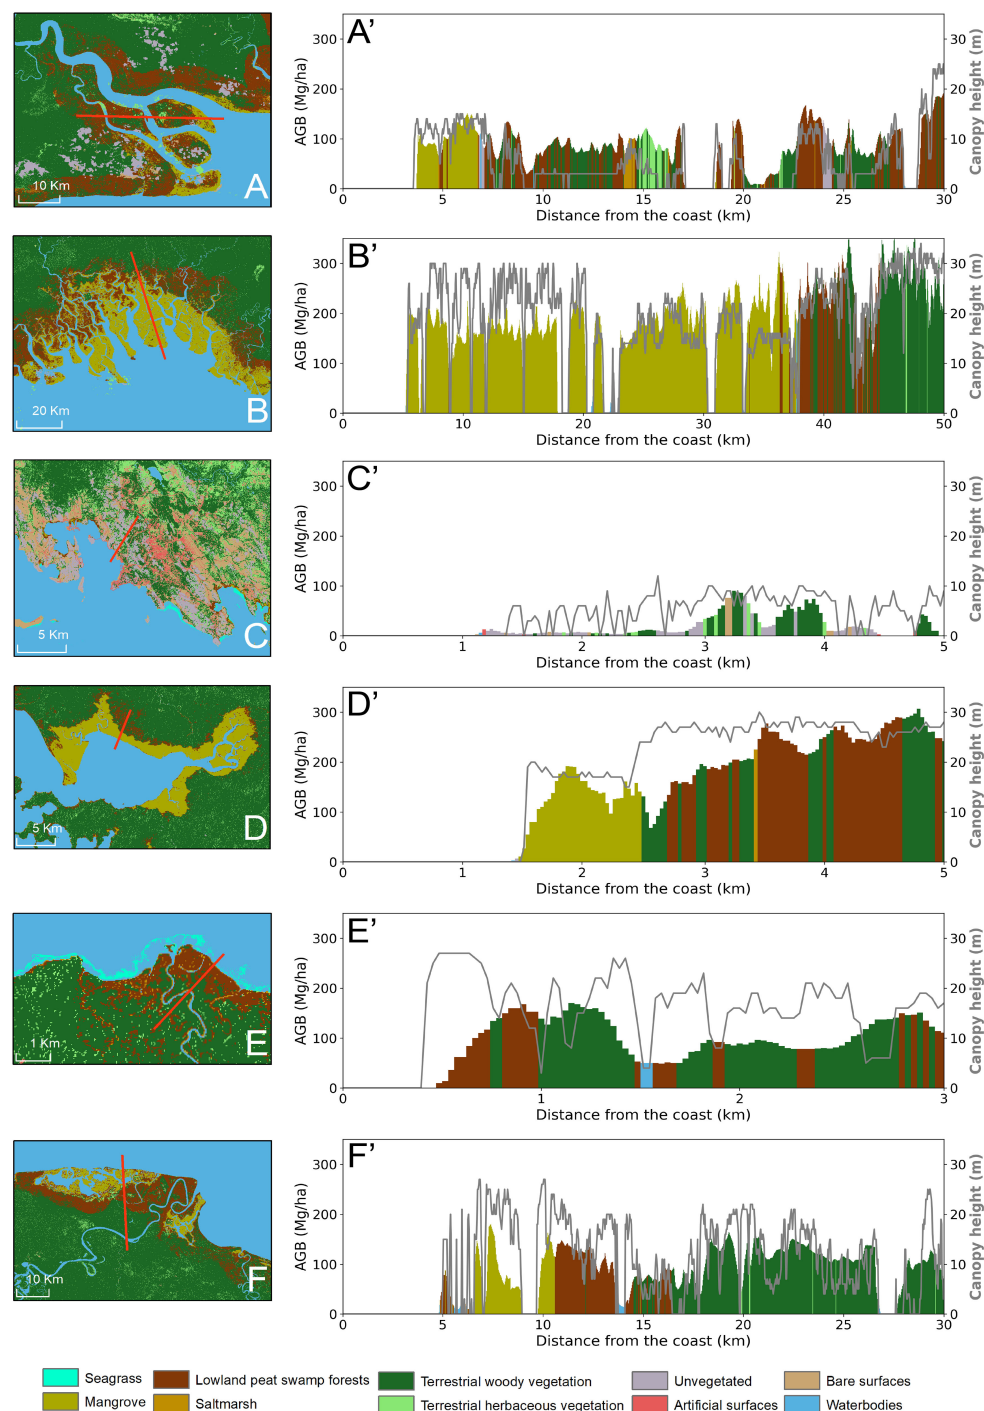 A
10 Km
A'
AGB (Mg/ha)
Canopy height (m)
300
200
100
0
30
20
10
0
0 5 10 15 20 25 30
Distance from the coast (km)
B
20 Km
B'
AGB (Mg/ha)
Canopy height (m)
300
200
100
0
30
20
10
0
0 10 20 30 40 50
Distance from the coast (km)
C
5 Km
C'
AGB (Mg/ha)
Canopy height (m)
300
200
100
0
30
20
10
0
0 1 2 3 4 5
Distance from the coast (km)
D
5 Km
D'
AGB (Mg/ha)
Canopy height (m)
300
200
100
0
30
20
10
0
0 1 2 3 4 5
Distance from the coast (km)
E
1 Km
E'
AGB (Mg/ha)
Canopy height (m)
300
200
100
0
30
20
10
0
0 1 2 3
Distance from the coast (km)
F
10 Km
F'
AGB (Mg/ha)
Canopy height (m)
300
200
100
0
30
20
10
0
0 5 10 15 20 25 30
Distance from the coast (km)
Seagrass Lowland peat swamp forests Terrestrial woody vegetation Unvegetated Bare surfaces
Mangrove Saltmarsh Terrestrial herbaceous vegetation Artificial surfaces Waterbodies